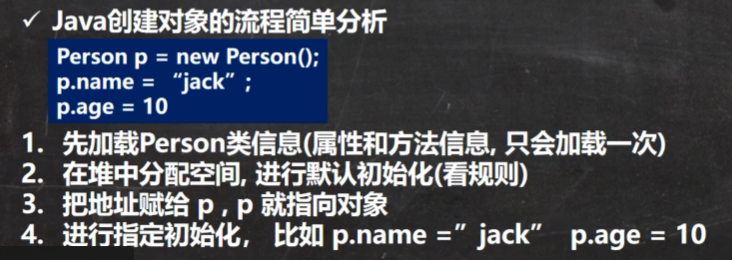 ✓ Java创建对象的流程简单分析
Person p = new Person();
p.name = “jack”;
p.age = 10
1. 先加载Person类信息(属性和方法信息, 只会加载一次)
2. 在堆中分配空间, 进行默认初始化(看规则)
3. 把地址赋给 p , p 就指向对象
4. 进行指定初始化， 比如 p.name =”jack” p.age = 10